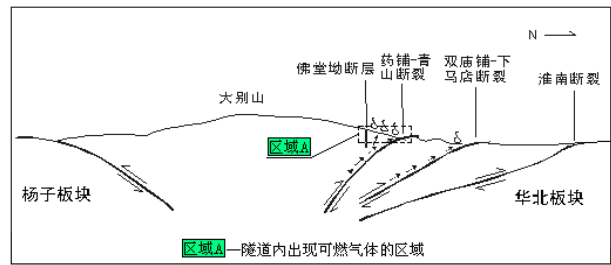 N
药铺-青
山断裂
双庙铺-下
马店断裂
佛堂坳断层
淮南断裂
大别山
区域A
杨子板块
华北板块
区域A—隧道内出现可燃气体的区域